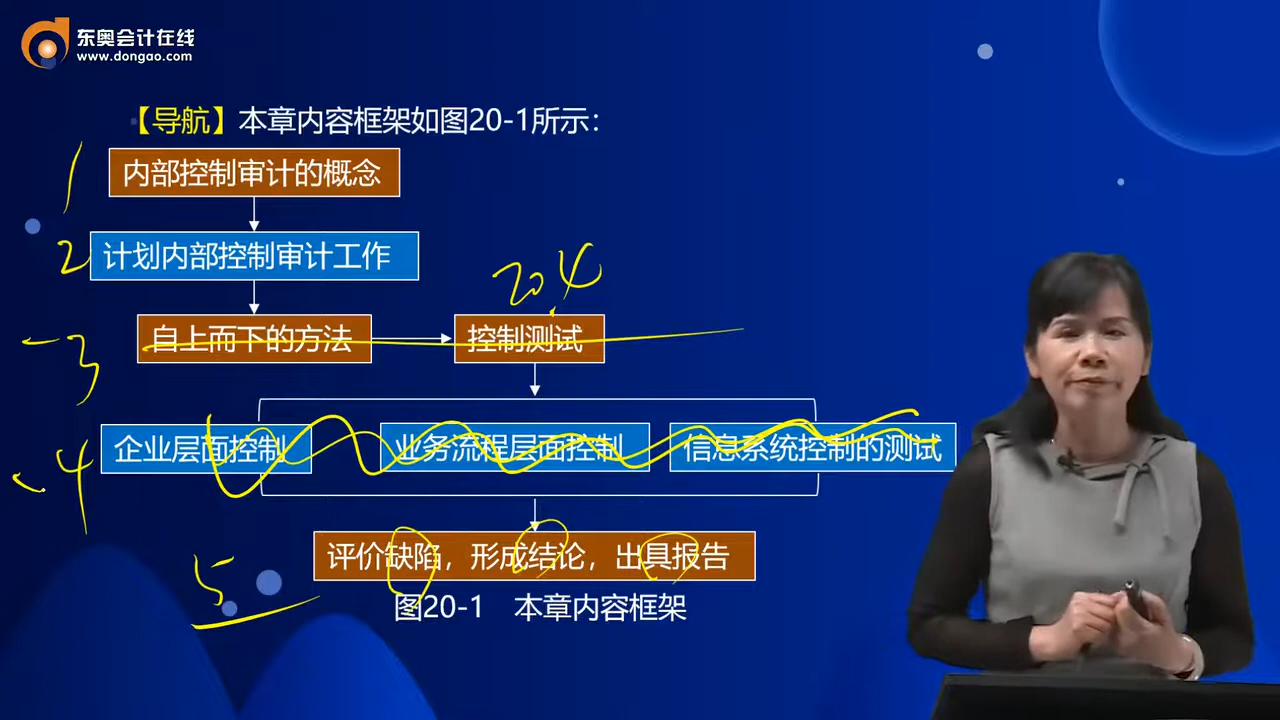 东奥会计在线
www.dongao.com
【导航】本章内容框架如图20-1所示：
1 内部控制审计的概念
2 计划内部控制审计工作
20.4
3 自上而下的方法 控制测试
4 企业层面控制 业务流程层面控制 信息系统控制的测试
5 评价缺陷，形成结论，出具报告
图20-1 本章内容框架